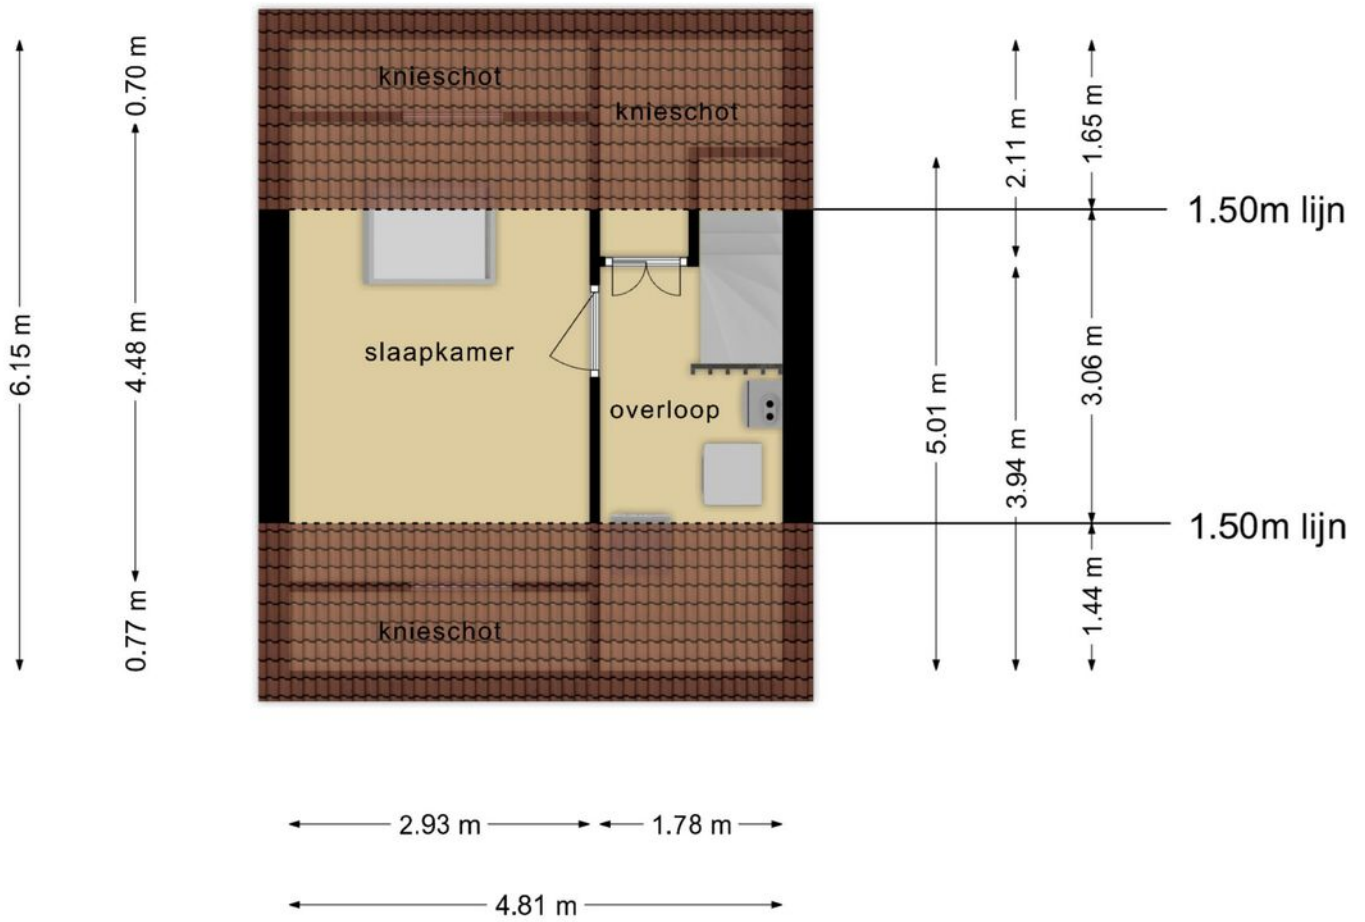 knieschot
knieschot
slaapkamer
overloop
knieschot
6.15 m
0.70 m
4.48 m
0.77 m
5.01 m
2.11 m
3.94 m
1.65 m
3.06 m
1.44 m
1.50m lijn
1.50m lijn
2.93 m
1.78 m
4.81 m